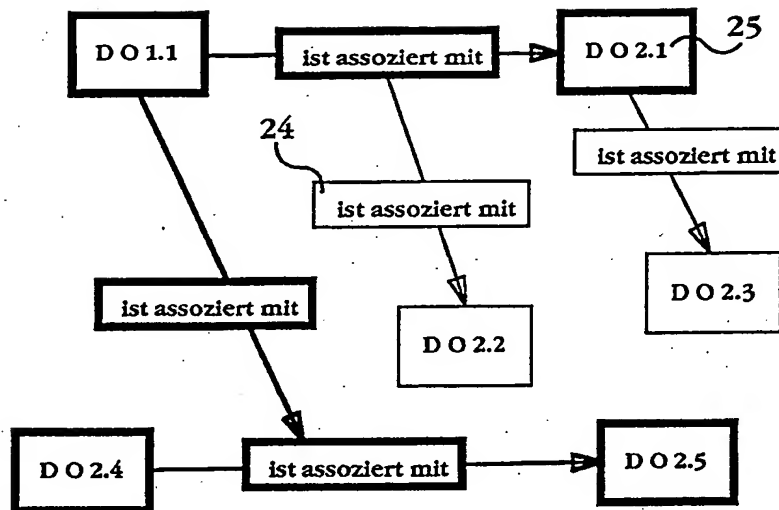 D O 1.1
ist assoziert mit
D O 2.1
25
24
ist assoziert mit
ist assoziert mit
ist assoziert mit
D O 2.2
D O 2.3
D O 2.4
ist assoziert mit
D O 2.5